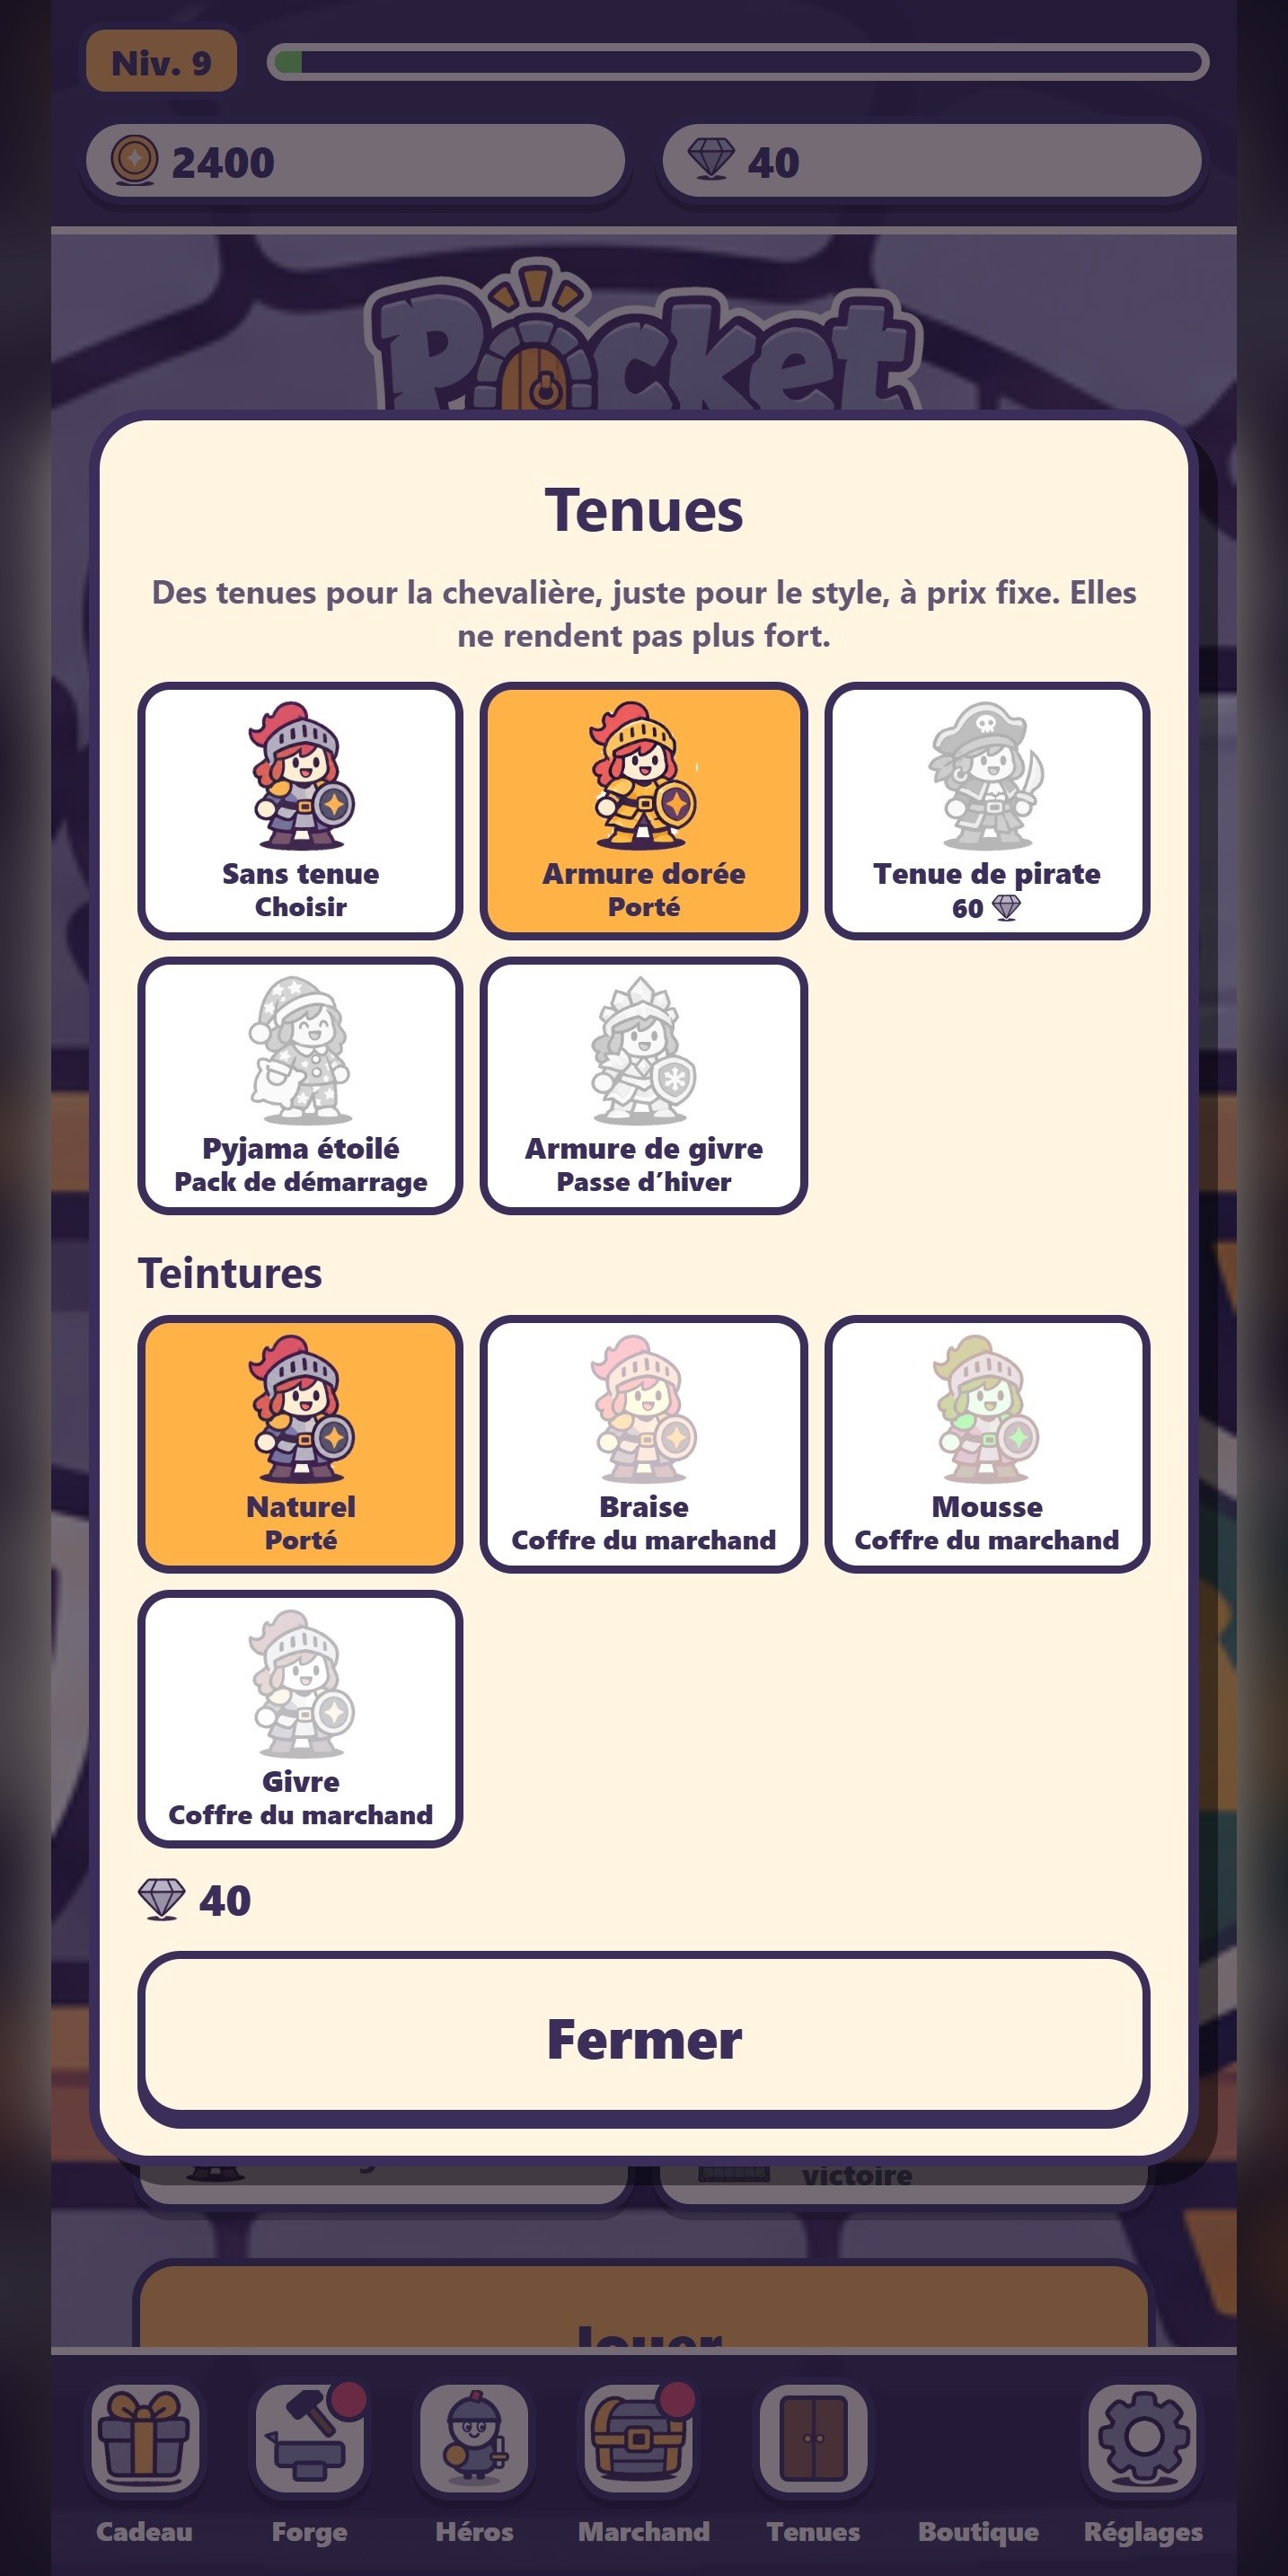 Niv. 9
2400
40
Pocket
Tenues
Des tenues pour la chevalière, juste pour le style, à prix fixe. Elles
ne rendent pas plus fort.
Sans tenue
Choisir
Armure dorée
Porté
Tenue de pirate
60
Pyjama étoilé
Pack de démarrage
Armure de givre
Passe d'hiver
Teintures
Naturel
Porté
Braise
Coffre du marchand
Mousse
Coffre du marchand
Givre
Coffre du marchand
40
Fermer
victoire
Jouer
Cadeau
Forge
Héros
Marchand
Tenues
Boutique
Réglages